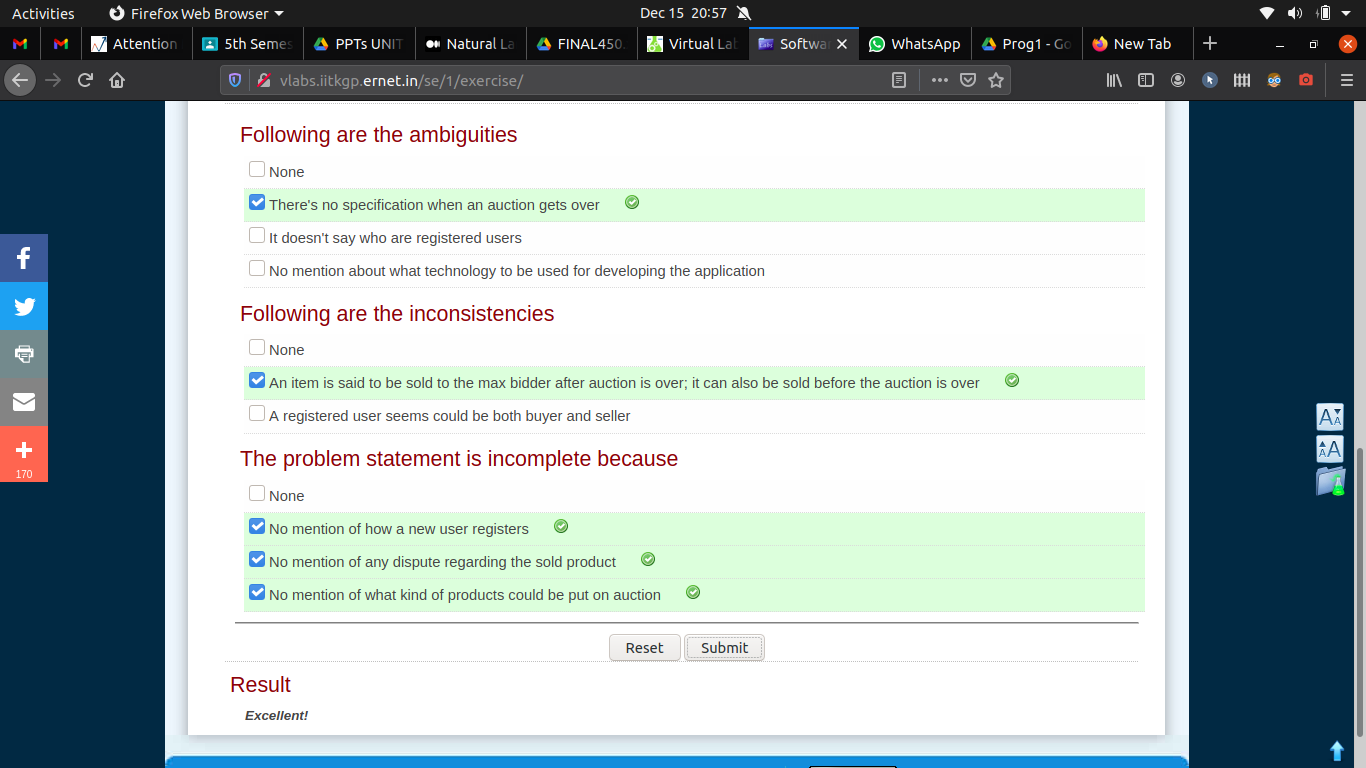 Activities
Firefox Web Browser
Dec 15 20:57
Attention
5th Semes
PPTs UNIT
Natural La
FINAL450.
Virtual Lab
Softwar
WhatsApp
Prog1 - Go
New Tab
vlabs.iitkgp.ernet.in/se/1/exercise/
Following are the ambiguities
None
There's no specification when an auction gets over
It doesn't say who are registered users
No mention about what technology to be used for developing the application
Following are the inconsistencies
None
An item is said to be sold to the max bidder after auction is over; it can also be sold before the auction is over
A registered user seems could be both buyer and seller
The problem statement is incomplete because
None
No mention of how a new user registers
No mention of any dispute regarding the sold product
No mention of what kind of products could be put on auction
Reset
Submit
Result
Excellent!
170